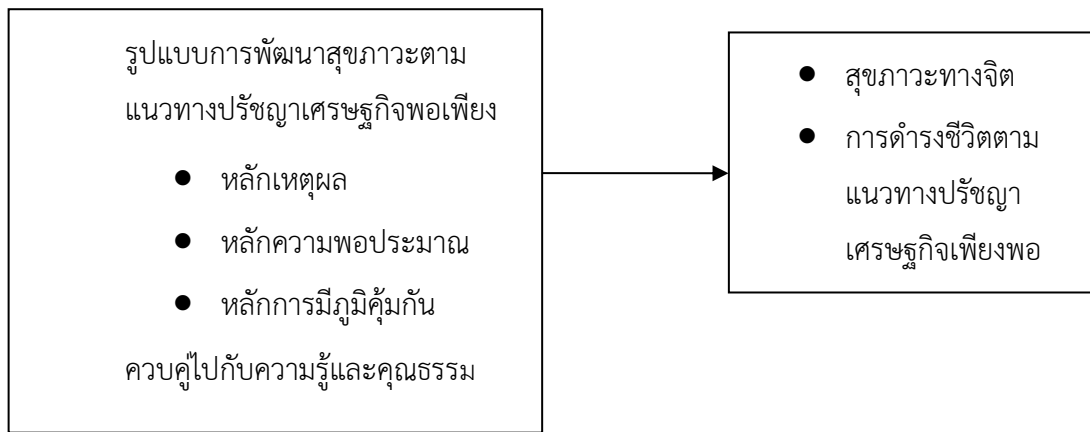 รูปแบบการพัฒนาสุขภาวะตาม
แนวทางปรัชญาเศรษฐกิจพอเพียง
● หลักเหตุผล
● หลักความพอประมาณ
● หลักการมีภูมิคุ้มกัน
ควบคู่ไปกับความรู้และคุณธรรม
● สุขภาวะทางจิต
● การดำรงชีวิตตาม
แนวทางปรัชญา
เศรษฐกิจเพียงพอ